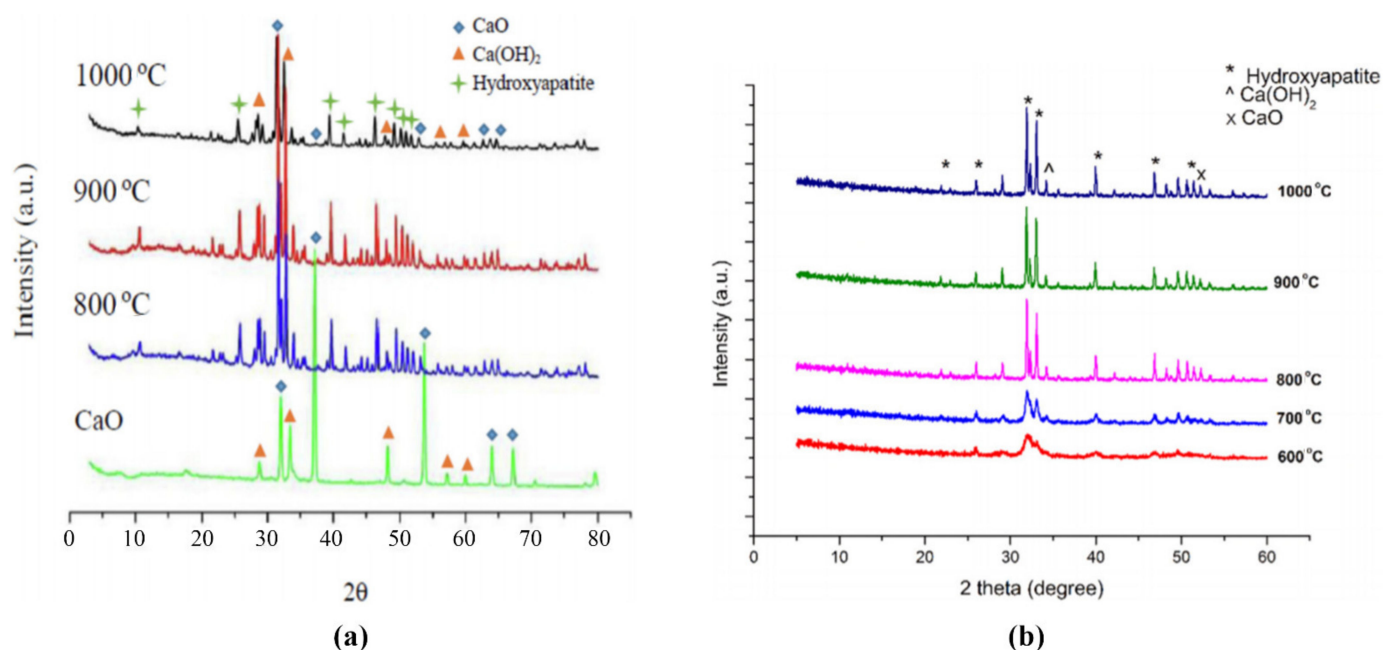 CaO
Ca(OH)₂
Hydroxyapatite
1000 ºC
900 ºC
800 ºC
CaO
Intensity (a.u.)
0 10 20 30 40 50 60 70 80
2θ
(a)
* Hydroxyapatite
^ Ca(OH)₂
x CaO
* * * * ^ * * * x
1000 °C
900 °C
800 °C
700 °C
600 °C
Intensity (a.u.)
0 10 20 30 40 50 60
2 theta (degree)
(b)